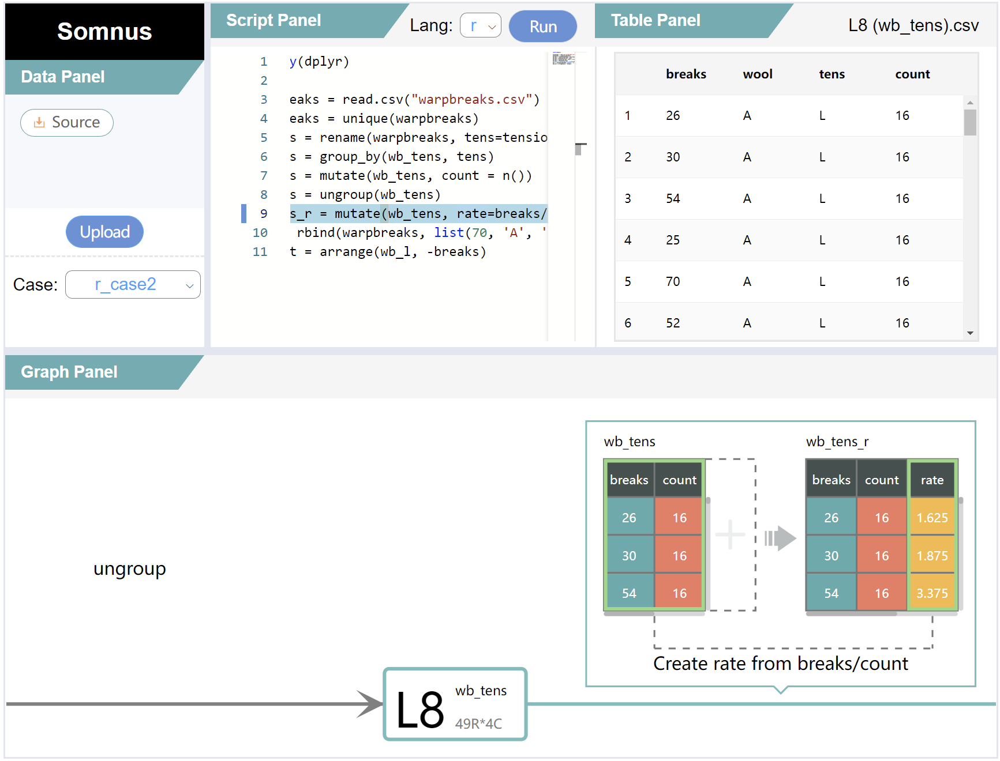 Somnus
Data Panel
Source
Upload
Case: r_case2
Script Panel
Lang: r Run
1 y(dplyr)
2
3 eaks = read.csv("warpbreaks.csv")
4 eaks = unique(warpbreaks)
5 s = rename(warpbreaks, tens=tensio
6 s = group_by(wb_tens, tens)
7 s = mutate(wb_tens, count = n())
8 s = ungroup(wb_tens)
9 s_r = mutate(wb_tens, rate=breaks/
10 rbind(warpbreaks, list(70, 'A', '
11 t = arrange(wb_l, -breaks)
Table Panel
L8 (wb_tens).csv
breaks wool tens count
1 26 A L 16
2 30 A L 16
3 54 A L 16
4 25 A L 16
5 70 A L 16
6 52 A L 16
Graph Panel
ungroup
L8 wb_tens
49R*4C
wb_tens
breaks count
26 16
30 16
54 16
wb_tens_r
breaks count rate
26 16 1.625
30 16 1.875
54 16 3.375
Create rate from breaks/count